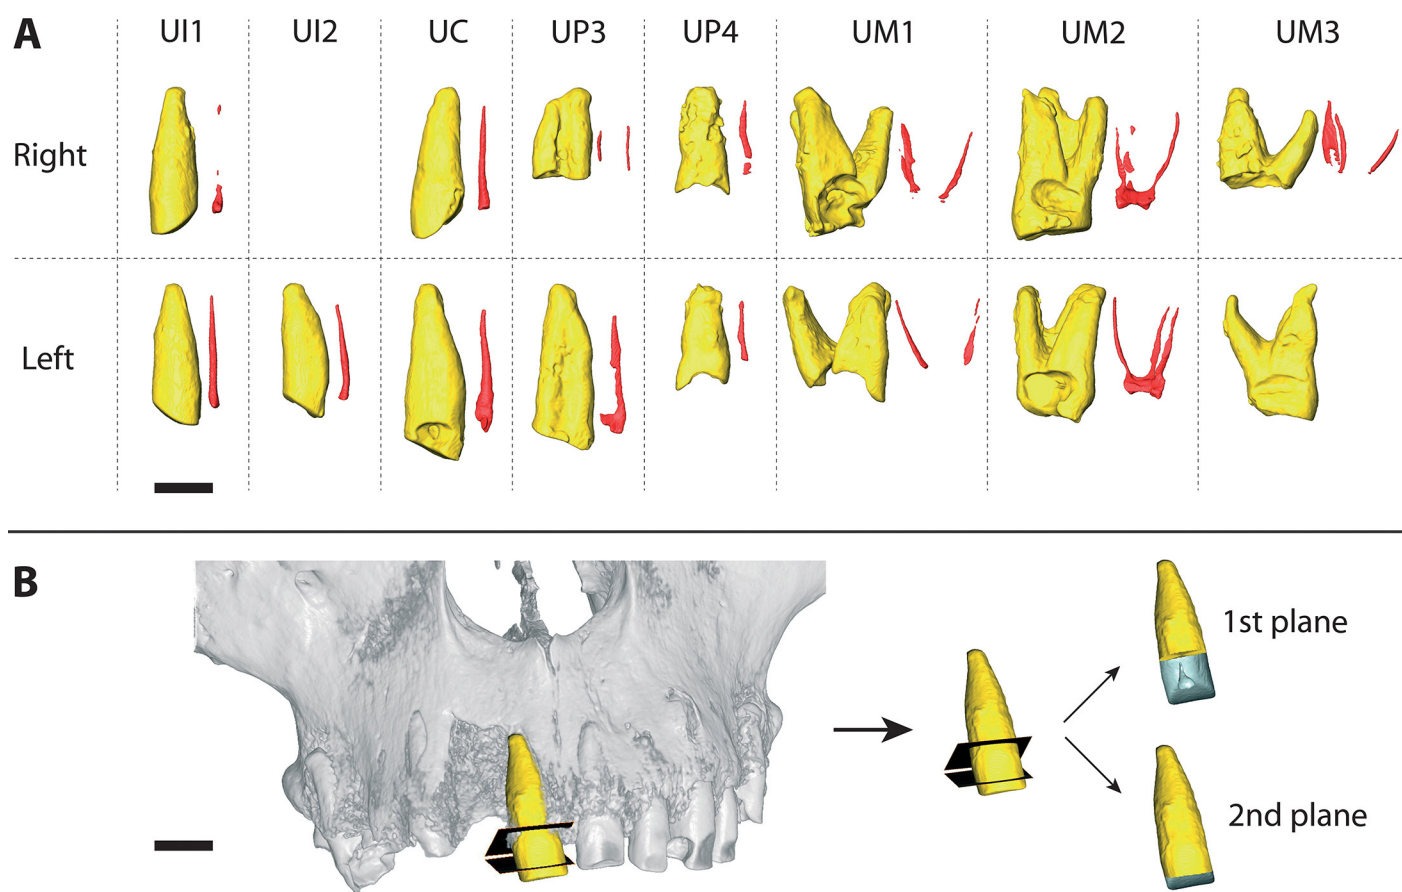 A
UI1 UI2 UC UP3 UP4 UM1 UM2 UM3
Right
Left
B
1st plane
2nd plane